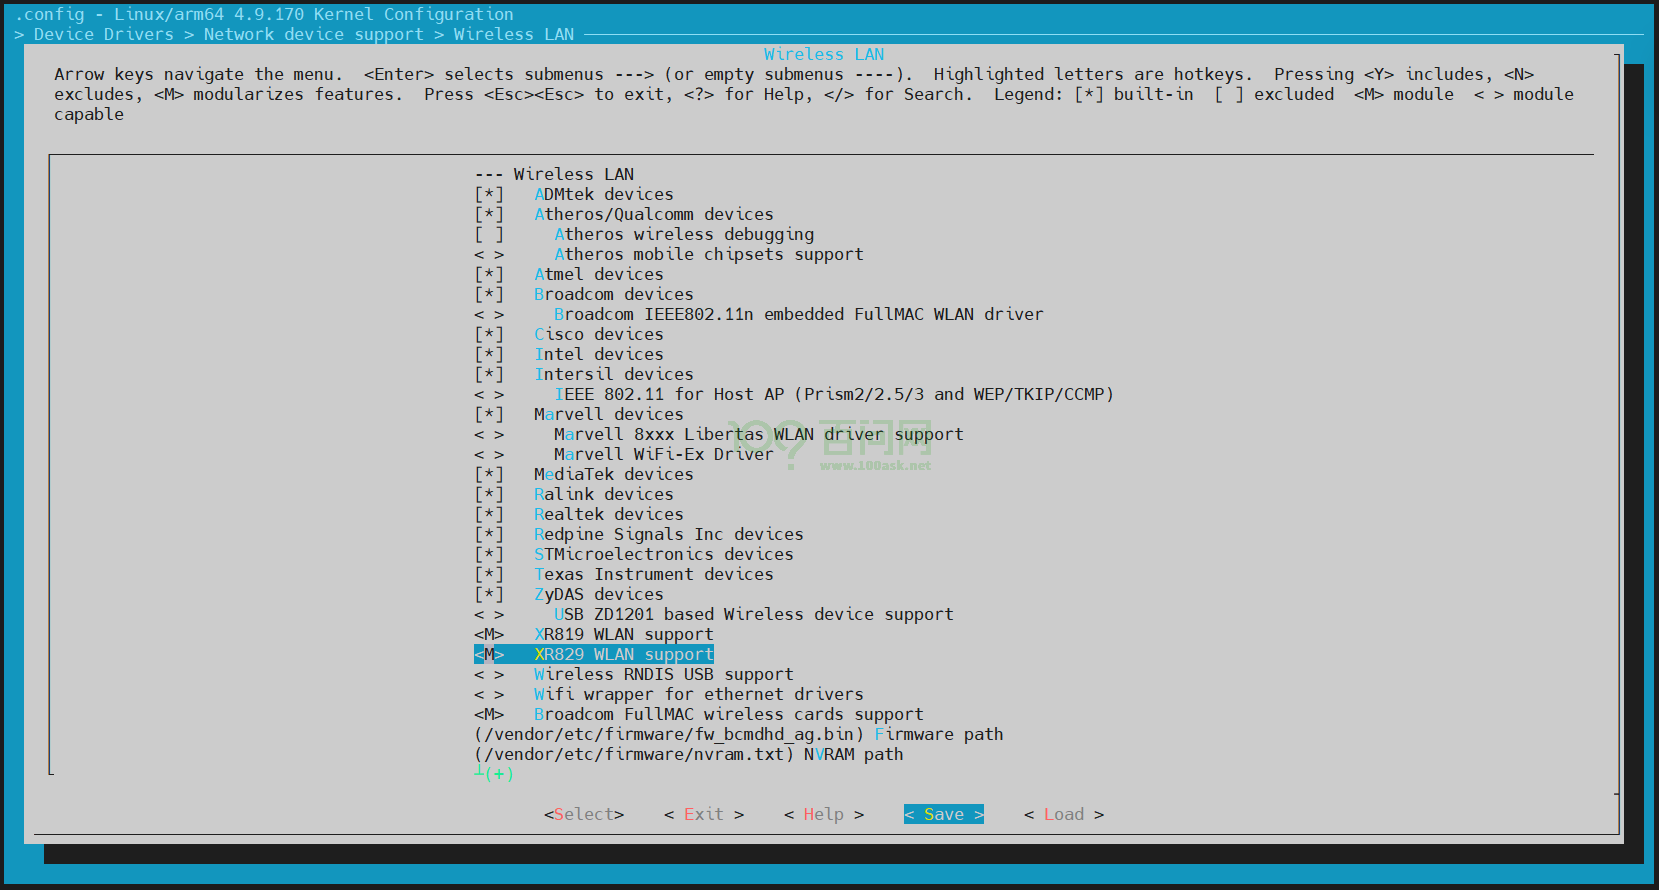 .config - Linux/arm64 4.9.170 Kernel Configuration
> Device Drivers > Network device support > Wireless LAN
Wireless LAN
Arrow keys navigate the menu.  <Enter> selects submenus ---> (or empty submenus ----).  Highlighted letters are hotkeys.  Pressing <Y> includes, <N>
excludes, <M> modularizes features.  Press <Esc><Esc> to exit, <?> for Help, </> for Search.  Legend: [*] built-in  [ ] excluded  <M> module  < > module
capable
--- Wireless LAN
[*]   ADMtek devices
[*]   Atheros/Qualcomm devices
[ ]     Atheros wireless debugging
< >     Atheros mobile chipsets support
[*]   Atmel devices
[*]   Broadcom devices
< >     Broadcom IEEE802.11n embedded FullMAC WLAN driver
[*]   Cisco devices
[*]   Intel devices
[*]   Intersil devices
< >     IEEE 802.11 for Host AP (Prism2/2.5/3 and WEP/TKIP/CCMP)
[*]   Marvell devices
< >     Marvell 8xxx Libertas WLAN driver support
< >     Marvell WiFi-Ex Driver
[*]   MediaTek devices
[*]   Ralink devices
[*]   Realtek devices
[*]   Redpine Signals Inc devices
[*]   STMicroelectronics devices
[*]   Texas Instrument devices
[*]   ZyDAS devices
< >     USB ZD1201 based Wireless device support
<M>   XR819 WLAN support
<M>   XR829 WLAN support
< >   Wireless RNDIS USB support
< >   Wifi wrapper for ethernet drivers
<M>   Broadcom FullMAC wireless cards support
(/vendor/etc/firmware/fw_bcmdhd_ag.bin) Firmware path
(/vendor/etc/firmware/nvram.txt) NVRAM path
┴(+)
<Select>    < Exit >    < Help >    < Save >    < Load >
百问网
www.100ask.net